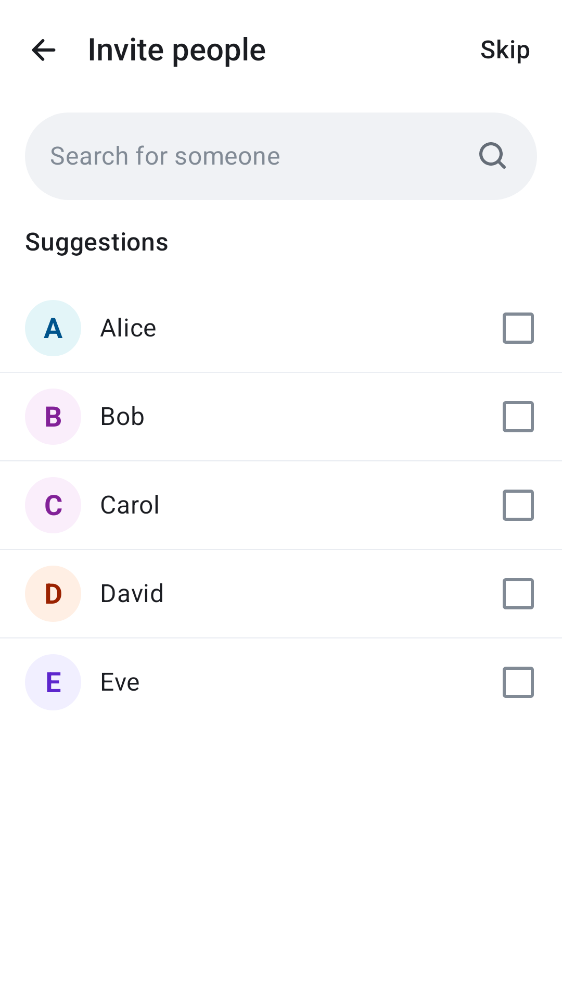 Invite people
Skip
Search for someone
Suggestions
A Alice
B Bob
C Carol
D David
E Eve